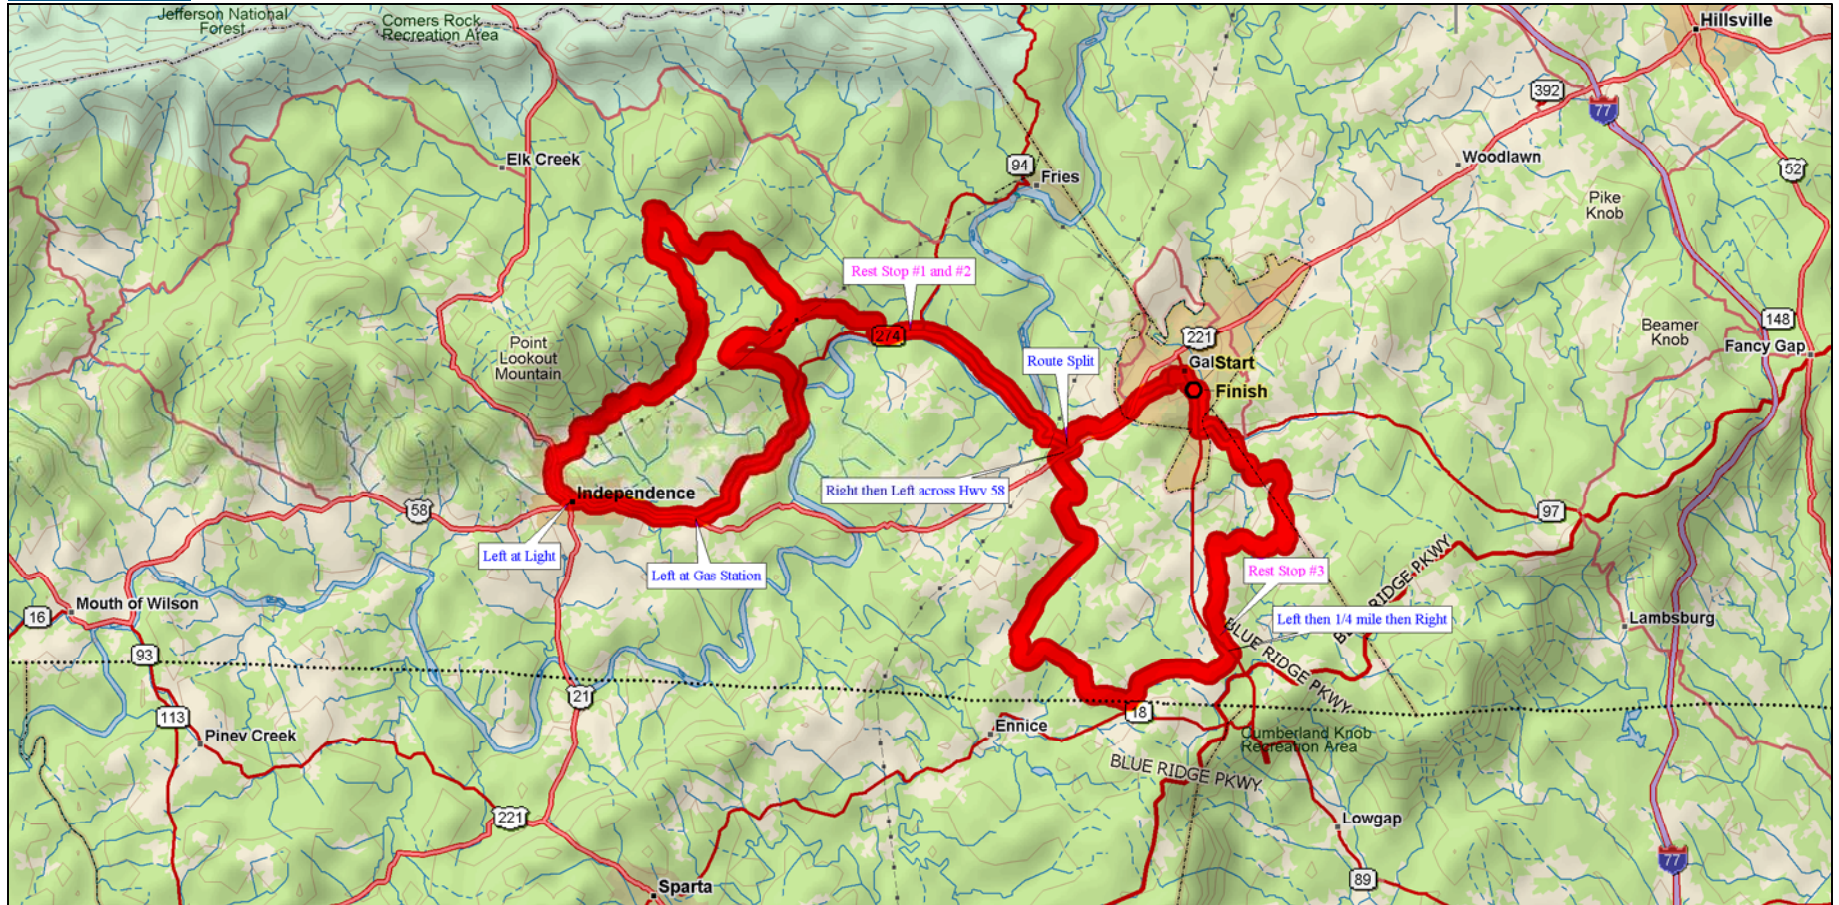 Jefferson National
Forest
Comers Rock
Recreation Area
Hillsville
392
77
Elk Creek
94
Fries
Woodlawn
52
Pike
Knob
Rest Stop #1 and #2
274
Point
Lookout
Mountain
Route Split
221
Gal
Start
Finish
148
Beamer
Knob
Fancy Gap
Right then Left across Hwy 58
Independence
58
97
Left at Light
Left at Gas Station
Rest Stop #3
BLUE RIDGE PKWY
Left then 1/4 mile then Right
BLUE RIDGE PKWY
16
Mouth of Wilson
Lambsburg
93
21
18
113
Piney Creek
Ennice
Cumberland Knob
Recreation Area
BLUE RIDGE PKWY
221
Lowgap
77
89
Sparta